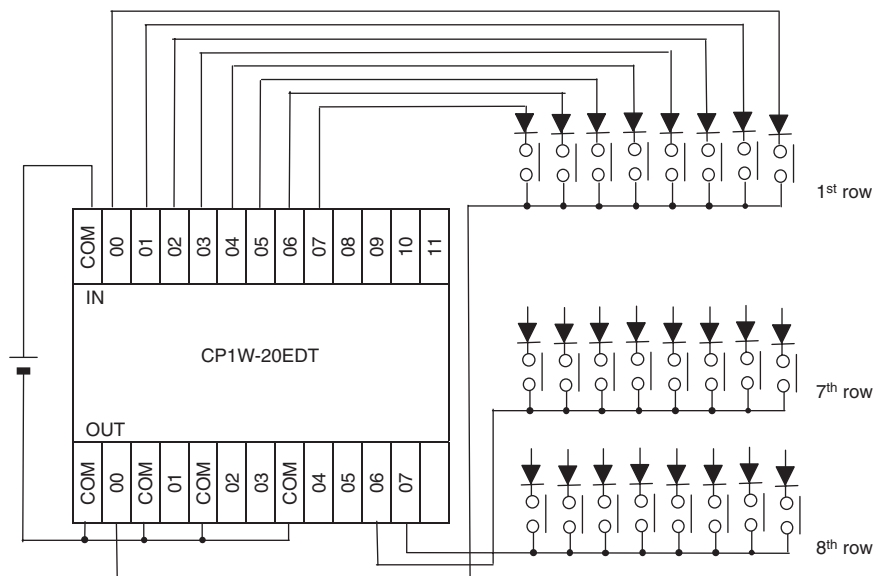 1st row
COM 00 01 02 03 04 05 06 07 08 09 10 11
IN
CP1W-20EDT
7th row
OUT
COM 00 COM 01 COM 02 03 COM 04 05 06 07
8th row